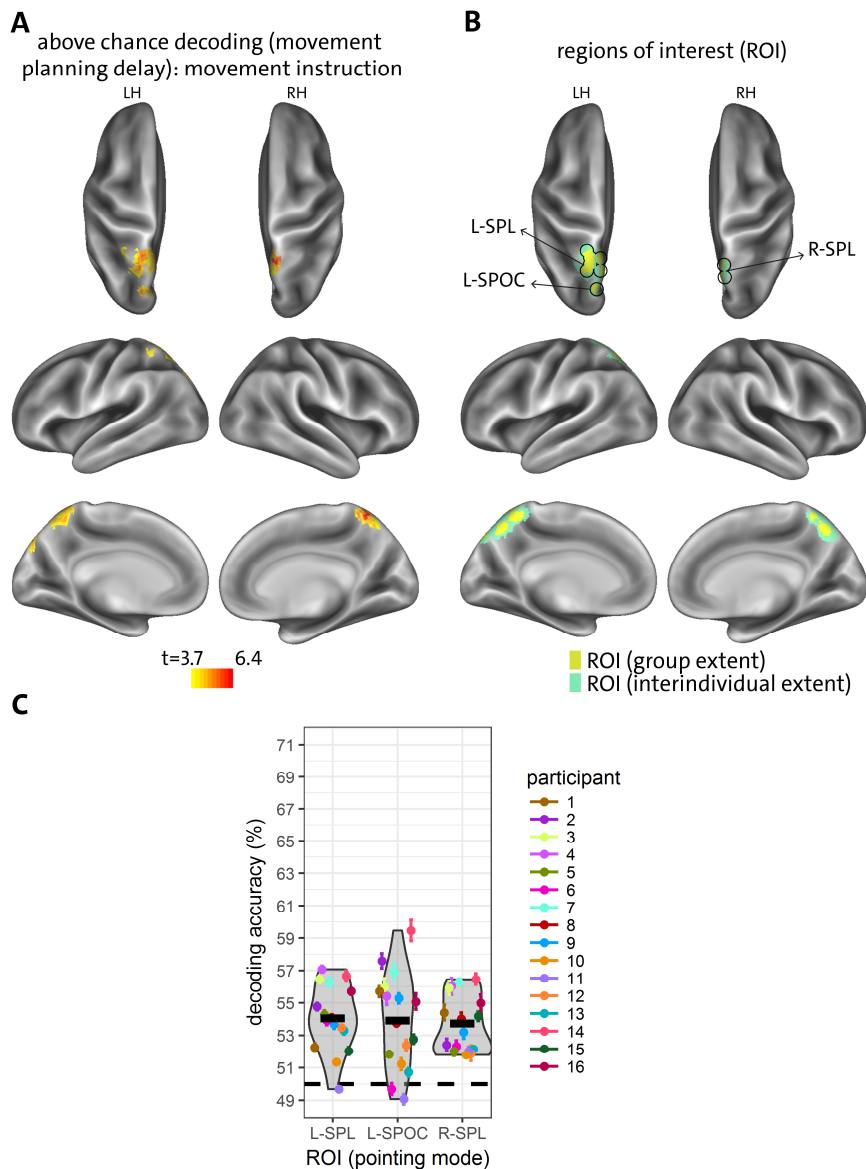 A
above chance decoding (movement
planning delay): movement instruction
LH
RH
t=3.7
6.4
B
regions of interest (ROI)
LH
RH
L-SPL
R-SPL
L-SPOC
ROI (group extent)
ROI (interindividual extent)
C
decoding accuracy (%)
71
69
67
65
63
61
59
57
55
53
51
49
L-SPL
L-SPOC
R-SPL
ROI (pointing mode)
participant
1
2
3
4
5
6
7
8
9
10
11
12
13
14
15
16